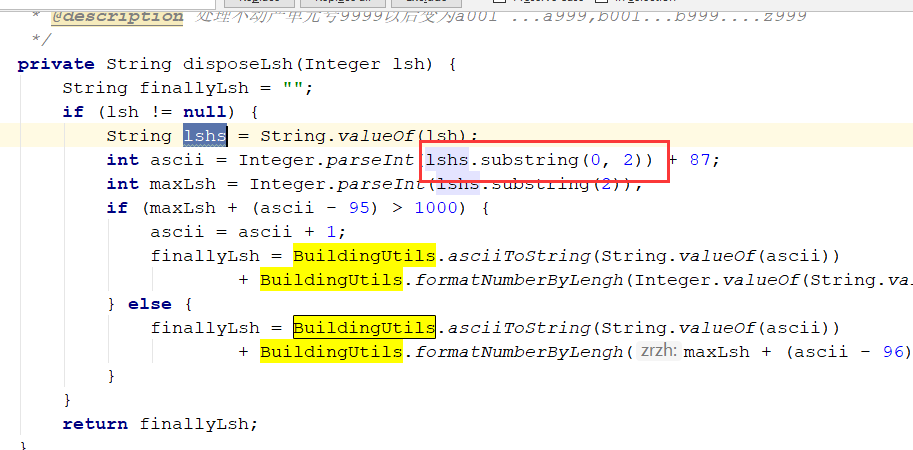 * @description 处理不动产单元号9999以后变为a001 ...a999,b001...b999....z999
*/
private String disposeLsh(Integer lsh) {
String finallyLsh = "";
if (lsh != null) {
String lshs = String.valueOf(lsh);
int ascii = Integer.parseInt(lshs.substring(0, 2)) + 87;
int maxLsh = Integer.parseInt(lshs.substring(2));
if (maxLsh + (ascii - 95) > 1000) {
ascii = ascii + 1;
finallyLsh = BuildingUtils.asciiToString(String.valueOf(ascii))
+ BuildingUtils.formatNumberByLengh(Integer.valueOf(String.va
} else {
finallyLsh = BuildingUtils.asciiToString(String.valueOf(ascii))
+ BuildingUtils.formatNumberByLengh( zrzh: maxLsh + (ascii - 96)
}
}
return finallyLsh;
}